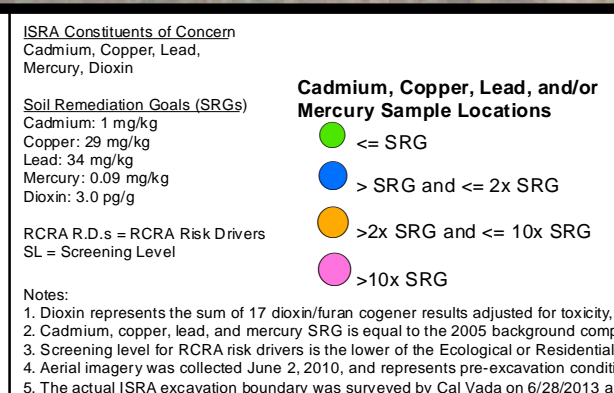 ISRA Constituents of Concern
Cadmium, Copper, Lead,
Mercury, Dioxin
Soil Remediation Goals (SRGs)
Cadmium: 1 mg/kg
Copper: 29 mg/kg
Lead: 34 mg/kg
Mercury: 0.09 mg/kg
Dioxin: 3.0 pg/g
RCRA R.D.s = RCRA Risk Drivers
SL = Screening Level
Cadmium, Copper, Lead, and/or
Mercury Sample Locations
<= SRG
> SRG and <= 2x SRG
>2x SRG and <= 10x SRG
>10x SRG
Notes:
1. Dioxin represents the sum of 17 dioxin/furan cogener results adjusted for toxicity,
2. Cadmium, copper, lead, and mercury SRG is equal to the 2005 background
3. Screening level for RCRA risk drivers is the lower of the Ecological or Residential
4. Aerial imagery was collected June 2, 2010, and represents pre-excavation
5. The actual ISRA excavation boundary was surveyed by Cal Vada on 6/28/2013